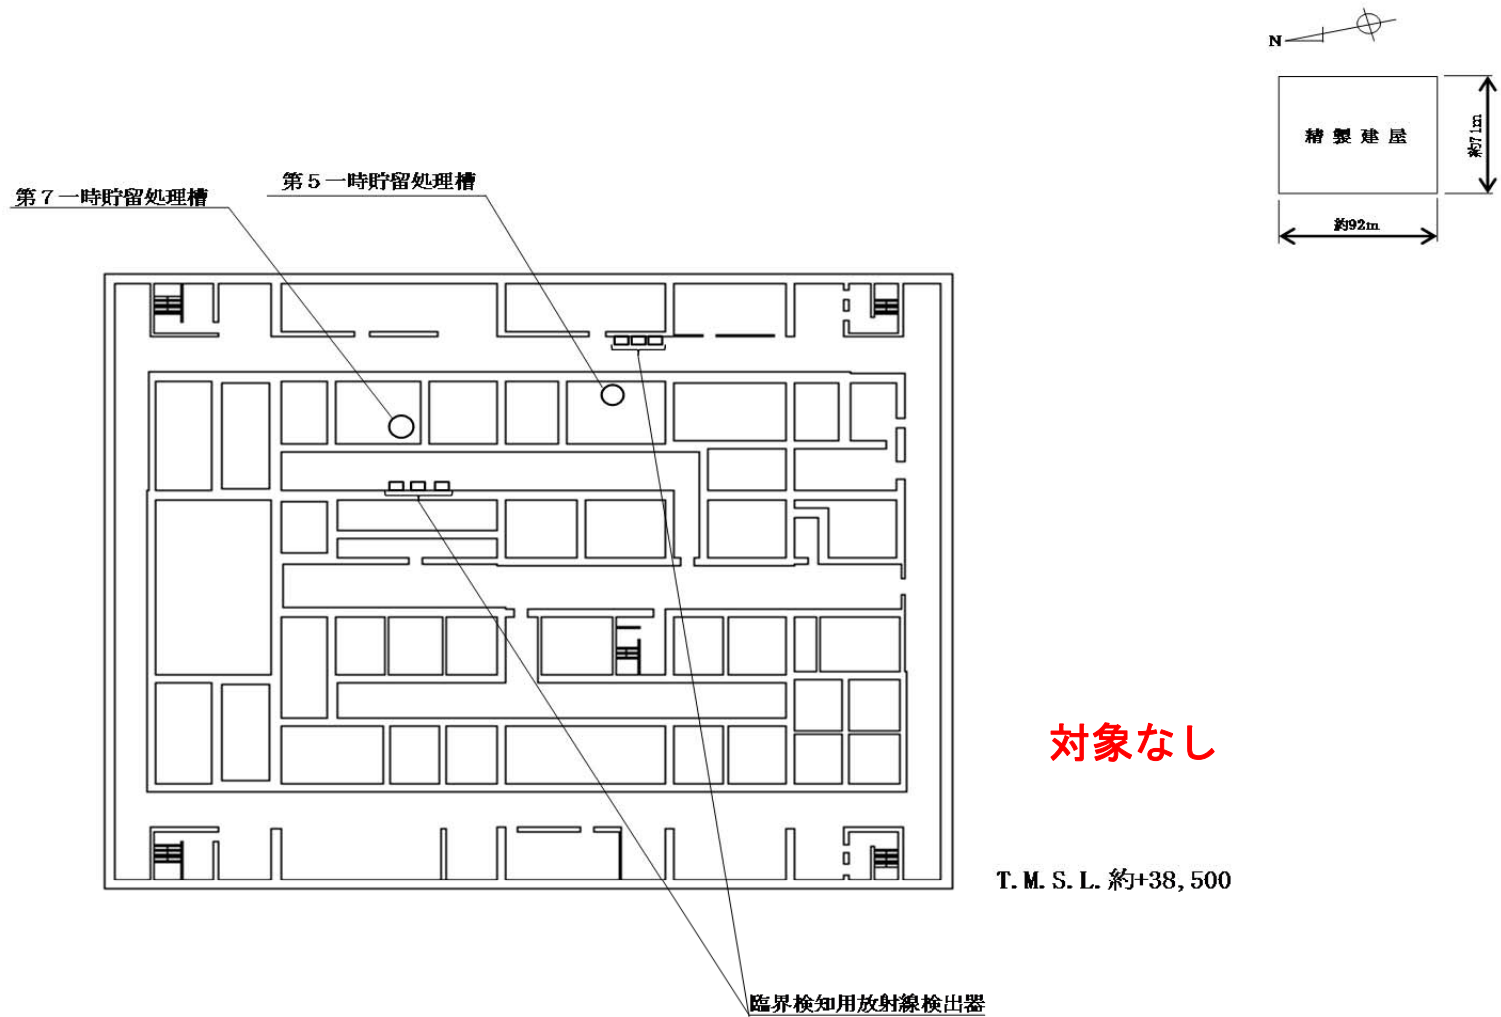 N
精製建屋
約71m
約92m
第5一時貯留処理槽
第7一時貯留処理槽
対象なし
T.M.S.L.約+38,500
臨界検知用放射線検出器